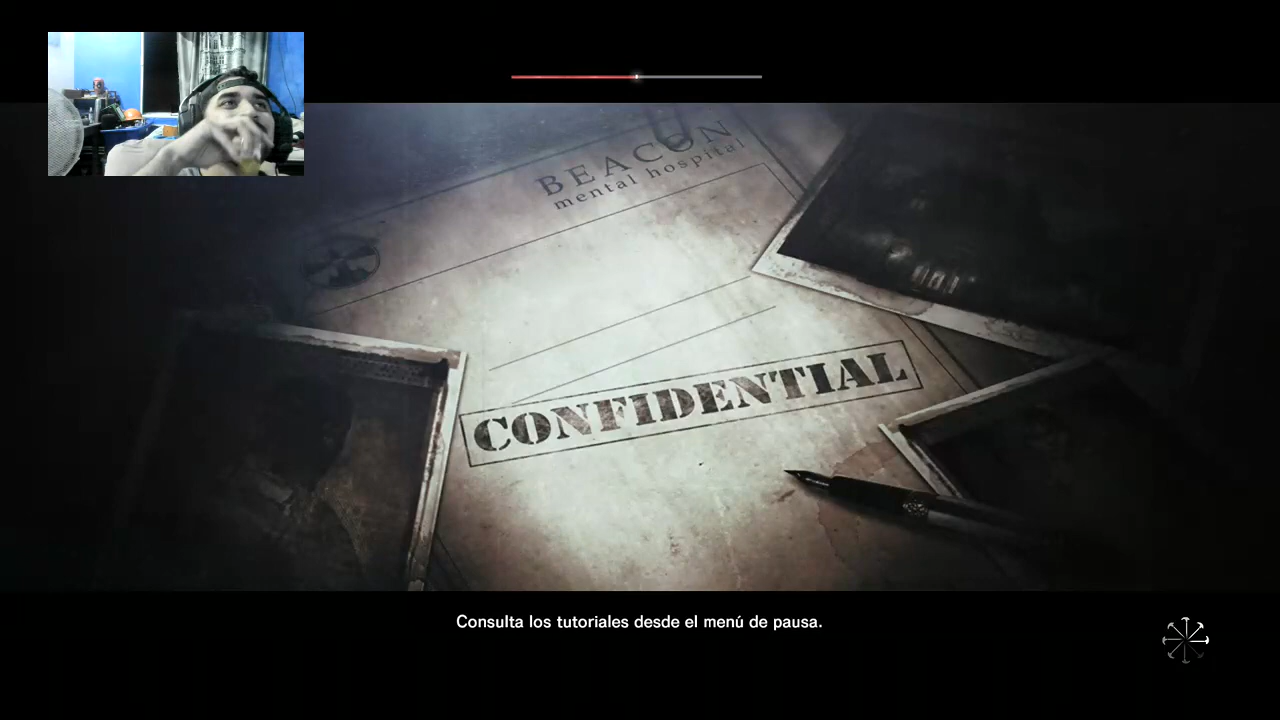 BEACON
mental hospital
CONFIDENTIAL
Consulta los tutoriales desde el menú de pausa.